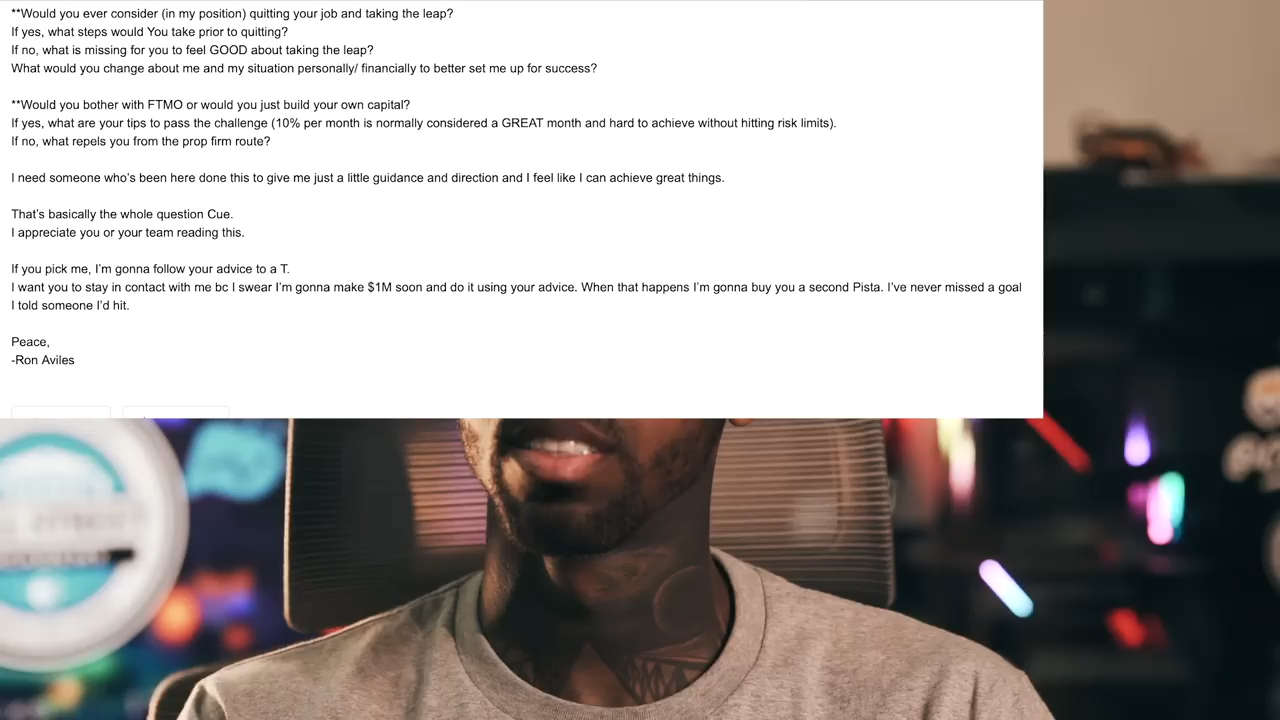 **Would you ever consider (in my position) quitting your job and taking the leap?
If yes, what steps would You take prior to quitting?
If no, what is missing for you to feel GOOD about taking the leap?
What would you change about me and my situation personally/ financially to better set me up for success?
**Would you bother with FTMO or would you just build your own capital?
If yes, what are your tips to pass the challenge (10% per month is normally considered a GREAT month and hard to achieve without hitting risk limits).
If no, what repels you from the prop firm route?
I need someone who’s been here done this to give me just a little guidance and direction and I feel like I can achieve great things.
That’s basically the whole question Cue.
I appreciate you or your team reading this.
If you pick me, I’m gonna follow your advice to a T.
I want you to stay in contact with me bc I swear I’m gonna make $1M soon and do it using your advice. When that happens I’m gonna buy you a second Pista. I’ve never missed a goal
I told someone I’d hit.
Peace,
-Ron Aviles